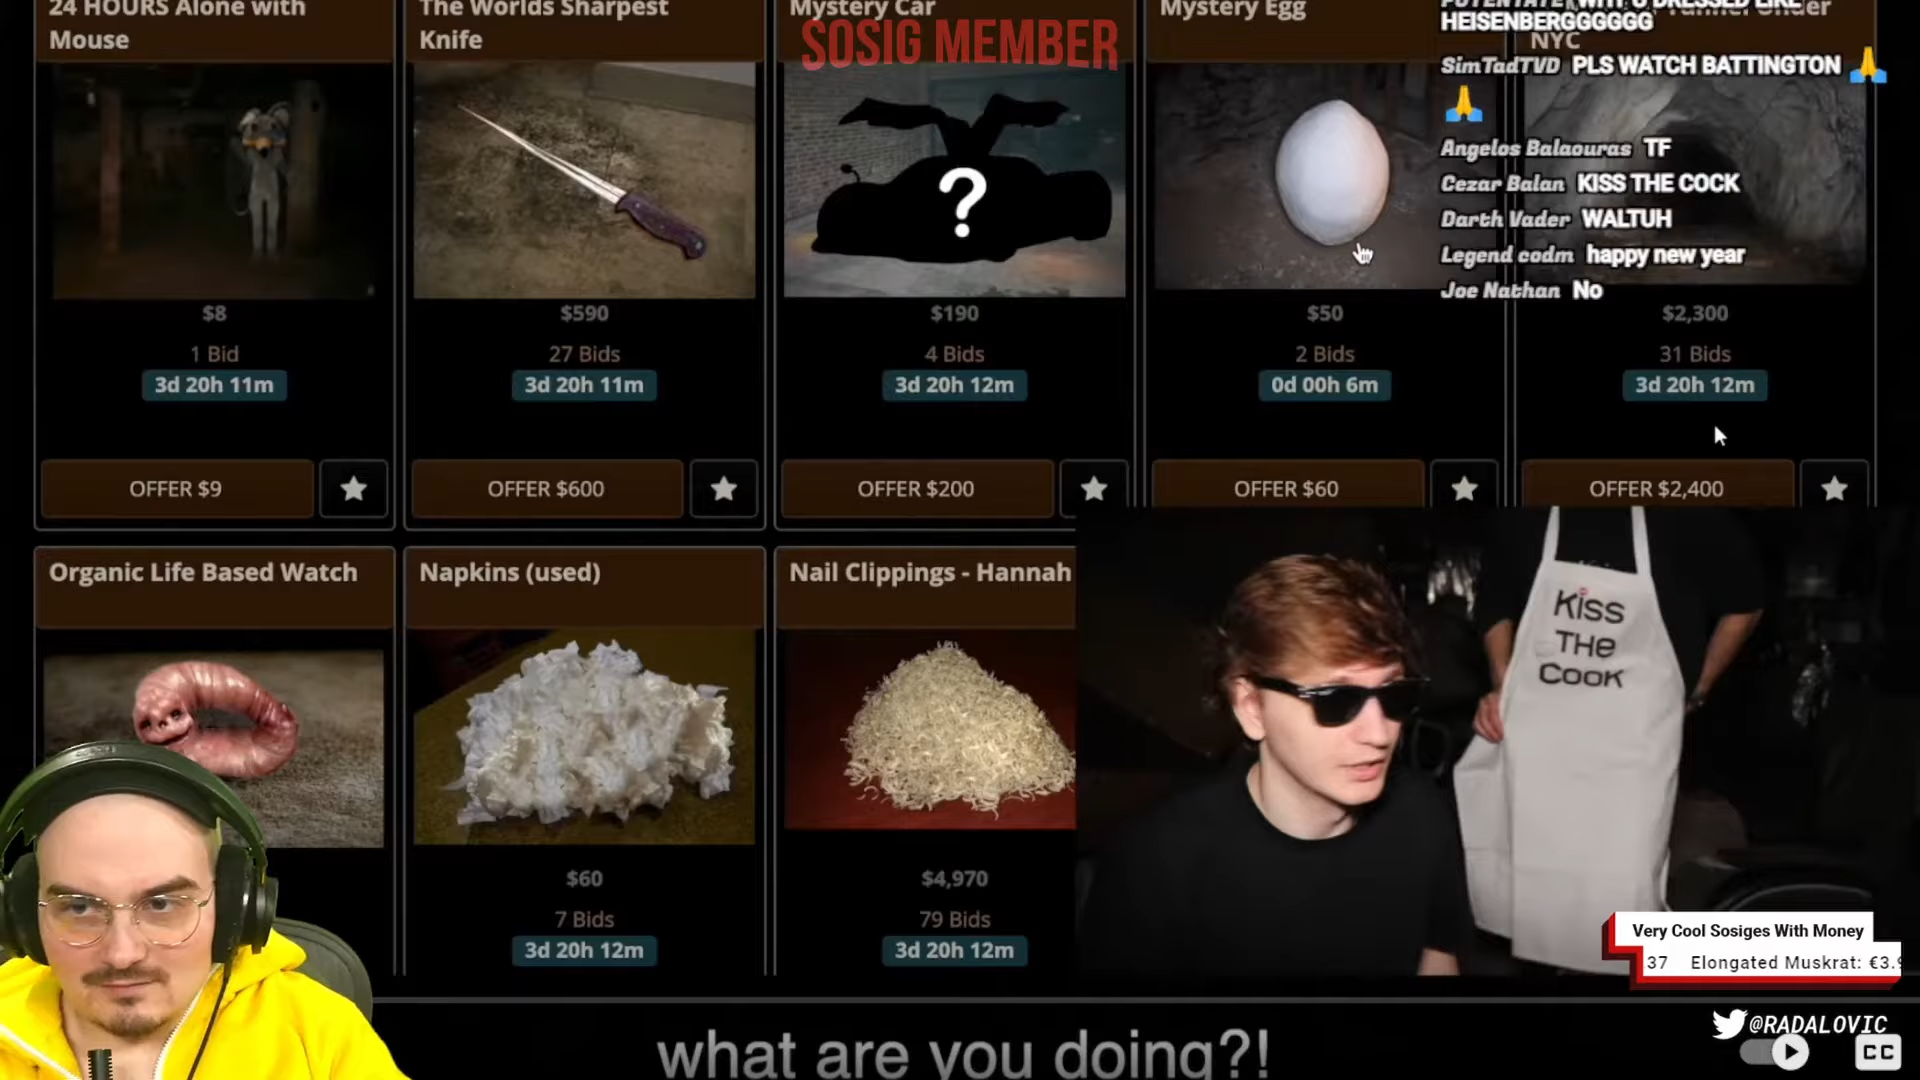 24 HOURS Alone with
Mouse
The Worlds Sharpest
Knife
Mystery Car
Mystery Egg
NYC
SOSIG MEMBER
WHY U DRESSED LIKE
HEISENBERGGGGGG
SimTadTVD PLS WATCH BATTINGTON 🙏
🙏
Angelos Balaouras TF
Cezar Balan KISS THE COCK
Darth Vader WALTUH
Legend codm happy new year
Joe Nathan No
?
$8
1 Bid
3d 20h 11m
OFFER $9
$590
27 Bids
3d 20h 11m
OFFER $600
$190
4 Bids
3d 20h 12m
OFFER $200
$50
2 Bids
0d 00h 6m
OFFER $60
$2,300
31 Bids
3d 20h 12m
OFFER $2,400
Organic Life Based Watch
Napkins (used)
$60
7 Bids
3d 20h 12m
Nail Clippings - Hannah
$4,970
79 Bids
3d 20h 12m
Kiss
THe
Cook
Very Cool Sosiges With Money
37 Elongated Muskrat: €3.
@RADALOVIC
CC
what are you doing?!